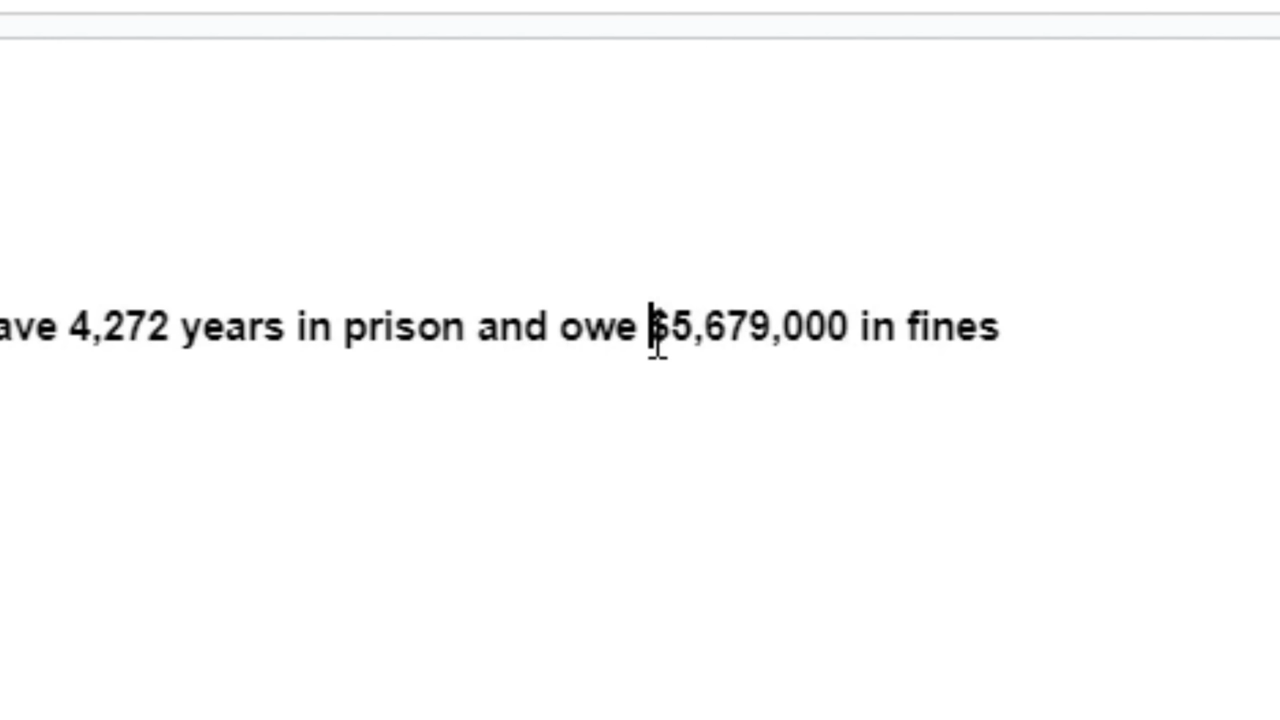 ave 4,272 years in prison and owe $5,679,000 in fines